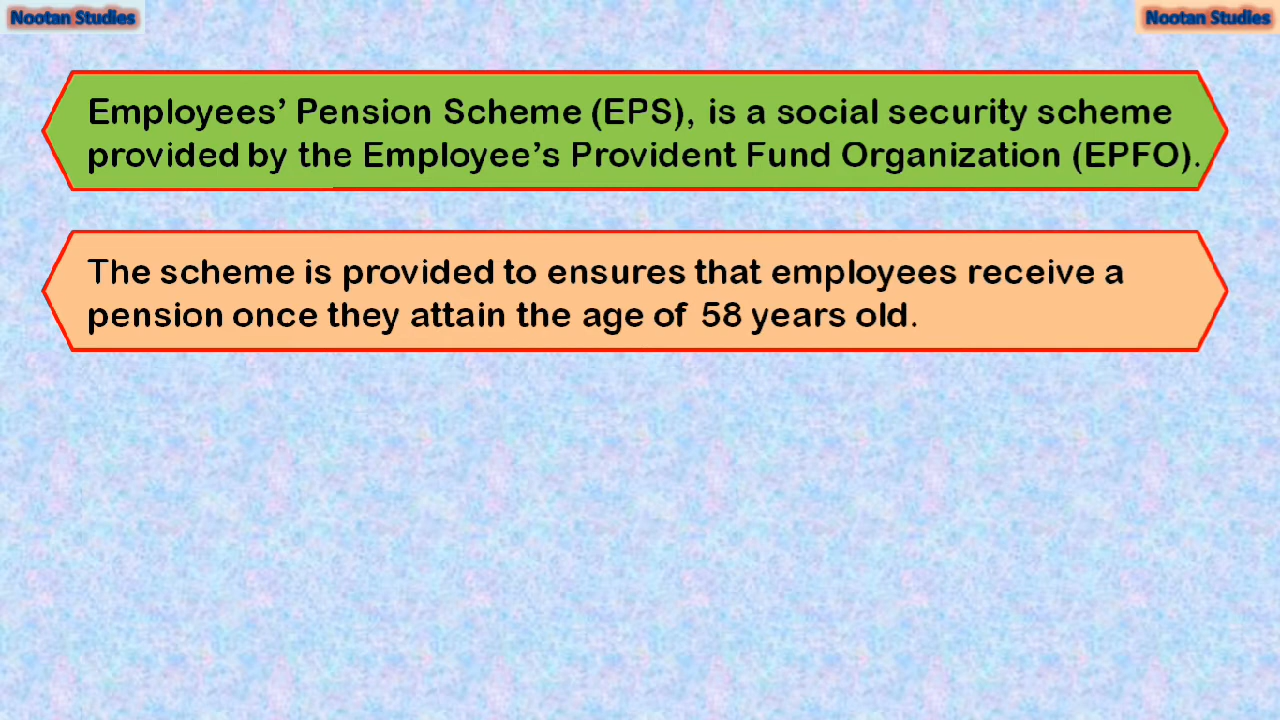 Nootan Studies
Nootan Studies
Employees’ Pension Scheme (EPS), is a social security scheme
provided by the Employee’s Provident Fund Organization (EPFO).
The scheme is provided to ensures that employees receive a
pension once they attain the age of 58 years old.